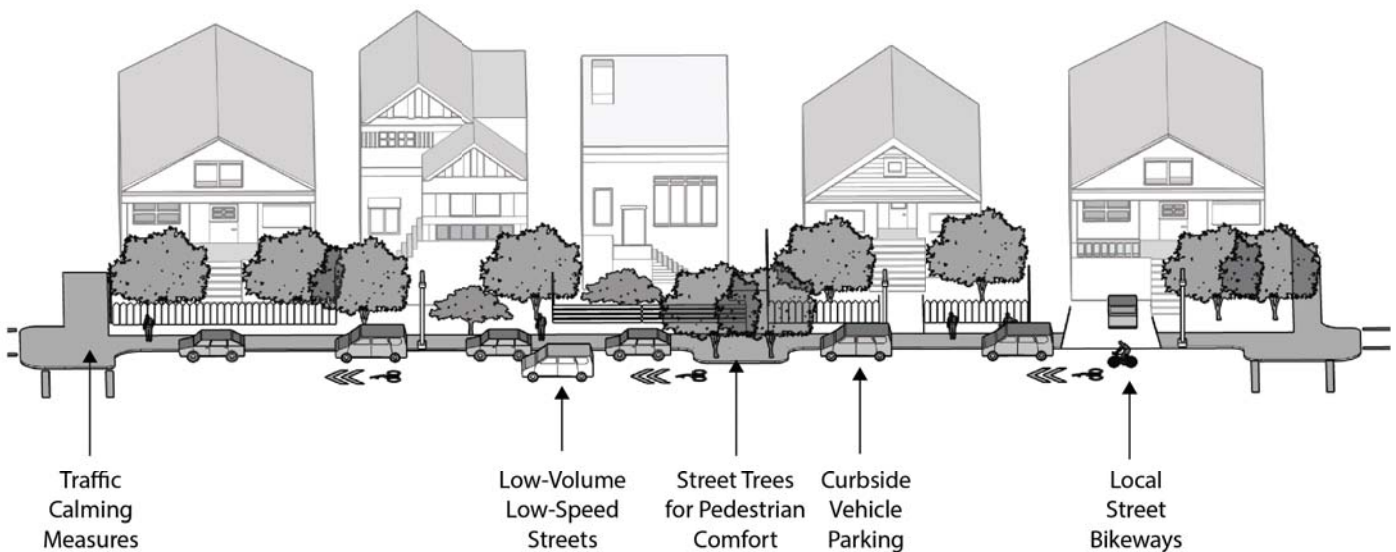 Traffic
Calming
Measures
Low-Volume
Low-Speed
Streets
Street Trees
for Pedestrian
Comfort
Curbside
Vehicle
Parking
Local
Street
Bikeways